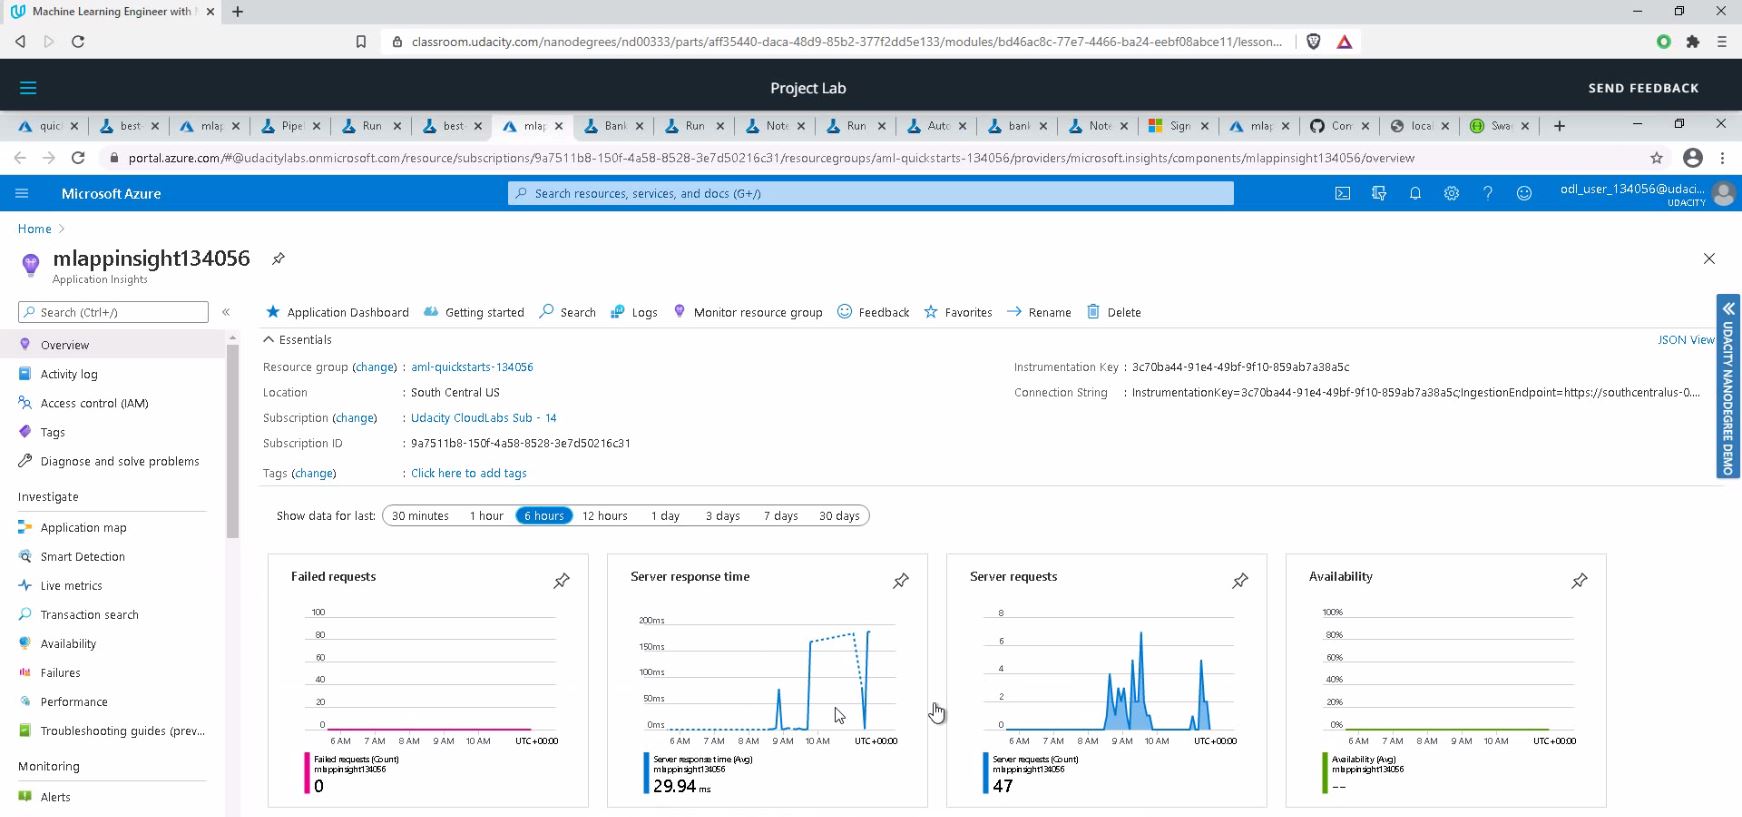 Machine Learning Engineer with
classroom.udacity.com/nanodegrees/nd00333/parts/aff35440-daca-48d9-85b2-377f2dd5e133/modules/bd46ac8c-77e7-4466-ba24-eebf08abce11/lesson...
Project Lab
SEND FEEDBACK
quic best- mlap Pipel Run best- mlap Bank Run Note Run Auto bank Note Sign mlap Con local Swa
portal.azure.com/#@udacitylabs.onmicrosoft.com/resource/subscriptions/9a7511b8-150f-4a58-8528-3e7d50216c31/resourcegroups/aml-quickstarts-134056/providers/microsoft.insights/components/mlappinsight134056/overview
Microsoft Azure
Search resources, services, and docs (G+/)
odl_user_134056@udaci...
UDACITY
Home
mlappinsight134056
Application Insights
Search (Ctrl+/)
Application Dashboard Getting started Search Logs Monitor resource group Feedback Favorites Rename Delete
Overview
Activity log
Access control (IAM)
Tags
Diagnose and solve problems
Investigate
Application map
Smart Detection
Live metrics
Transaction search
Availability
Failures
Performance
Troubleshooting guides (prev...
Monitoring
Alerts
Essentials
JSON View
Resource group (change) : aml-quickstarts-134056
Location : South Central US
Subscription (change) : Udacity CloudLabs Sub - 14
Subscription ID : 9a7511b8-150f-4a58-8528-3e7d50216c31
Tags (change) : Click here to add tags
Instrumentation Key : 3c70ba44-91e4-49bf-9f10-859ab7a38a5c
Connection String : InstrumentationKey=3c70ba44-91e4-49bf-9f10-859ab7a38a5c;IngestionEndpoint=https://southcentralus-0....
UDACITY NANODEGREE DEMO
Show data for last: 30 minutes 1 hour 6 hours 12 hours 1 day 3 days 7 days 30 days
Failed requests
100
80
60
40
20
0
6 AM 7 AM 8 AM 9 AM 10 AM UTC+00:00
Failed requests (Count)
mlappinsight134056
0
Server response time
200ms
150ms
100ms
50ms
0ms
6 AM 7 AM 8 AM 9 AM 10 AM UTC+00:00
Server response time (Avg)
mlappinsight134056
29.94 ms
Server requests
8
6
4
2
0
6 AM 7 AM 8 AM 9 AM 10 AM UTC+00:00
Server requests (Count)
mlappinsight134056
47
Availability
100%
80%
60%
40%
20%
0%
6 AM 7 AM 8 AM 9 AM 10 AM UTC+00:00
Availability (Avg)
mlappinsight134056
--